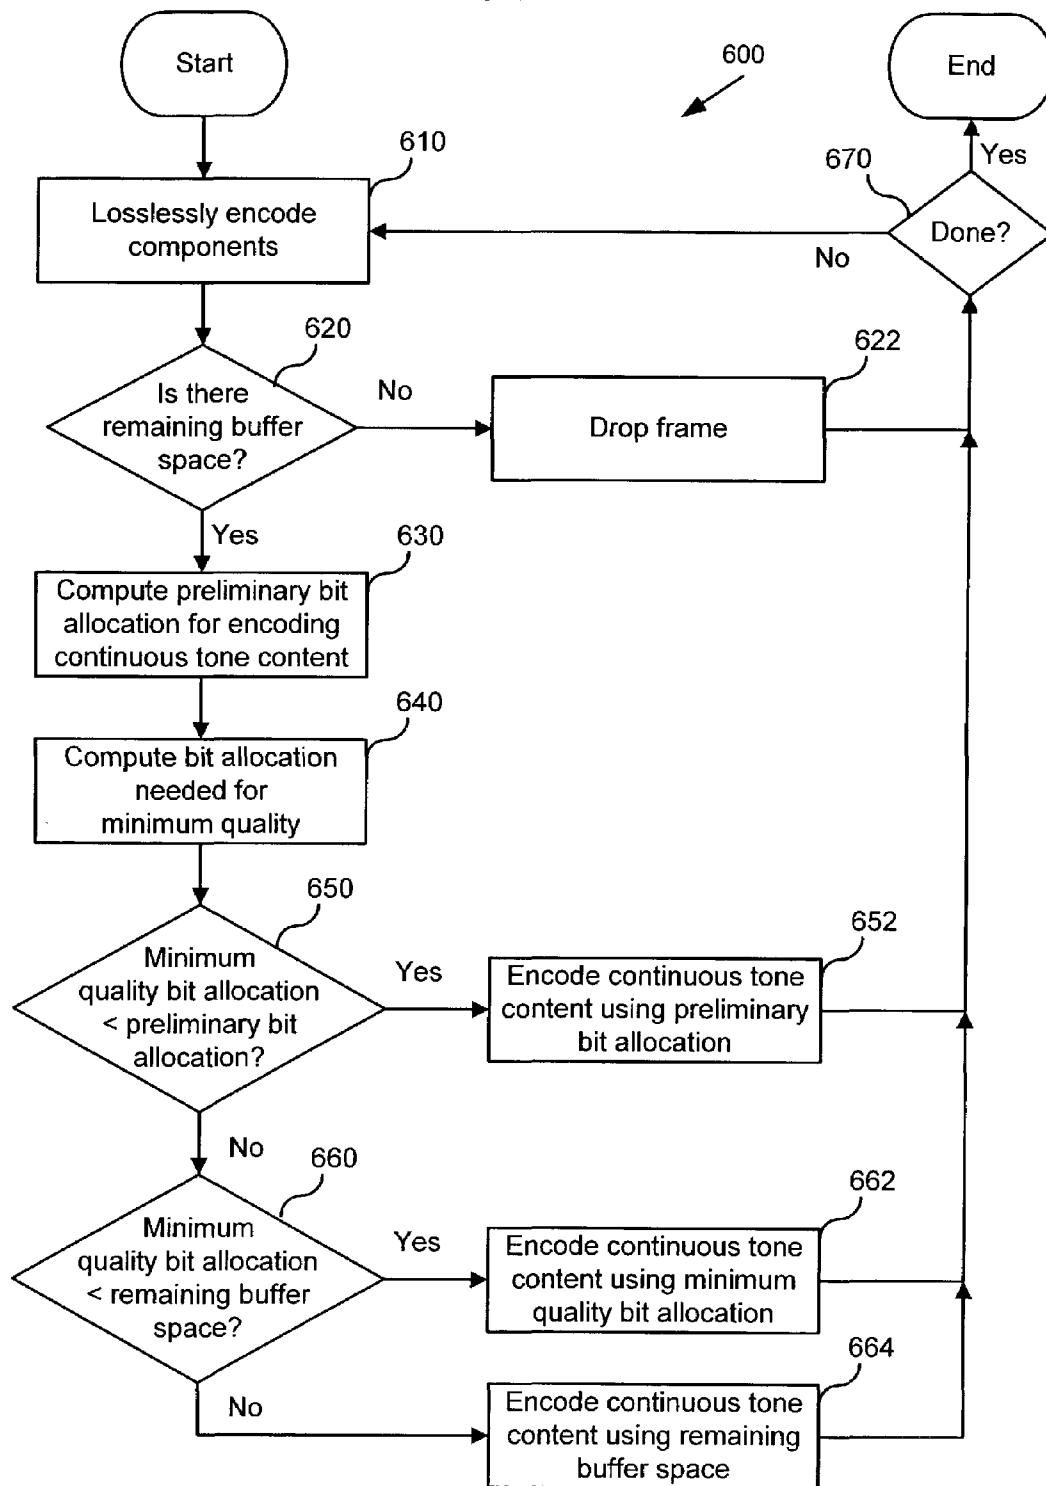 Start
End
600
610
670
Yes
Losslessly encode
components
Done?
No
620
622
Is there
remaining buffer
space?
No
Drop frame
Yes
630
Compute preliminary bit
allocation for encoding
continuous tone content
640
Compute bit allocation
needed for
minimum quality
650
652
Minimum
quality bit allocation
< preliminary bit
allocation?
Yes
Encode continuous tone
content using preliminary
bit allocation
No
660
662
Minimum
quality bit allocation
< remaining buffer
space?
Yes
Encode continuous tone
content using minimum
quality bit allocation
664
No
Encode continuous tone
content using remaining
buffer space